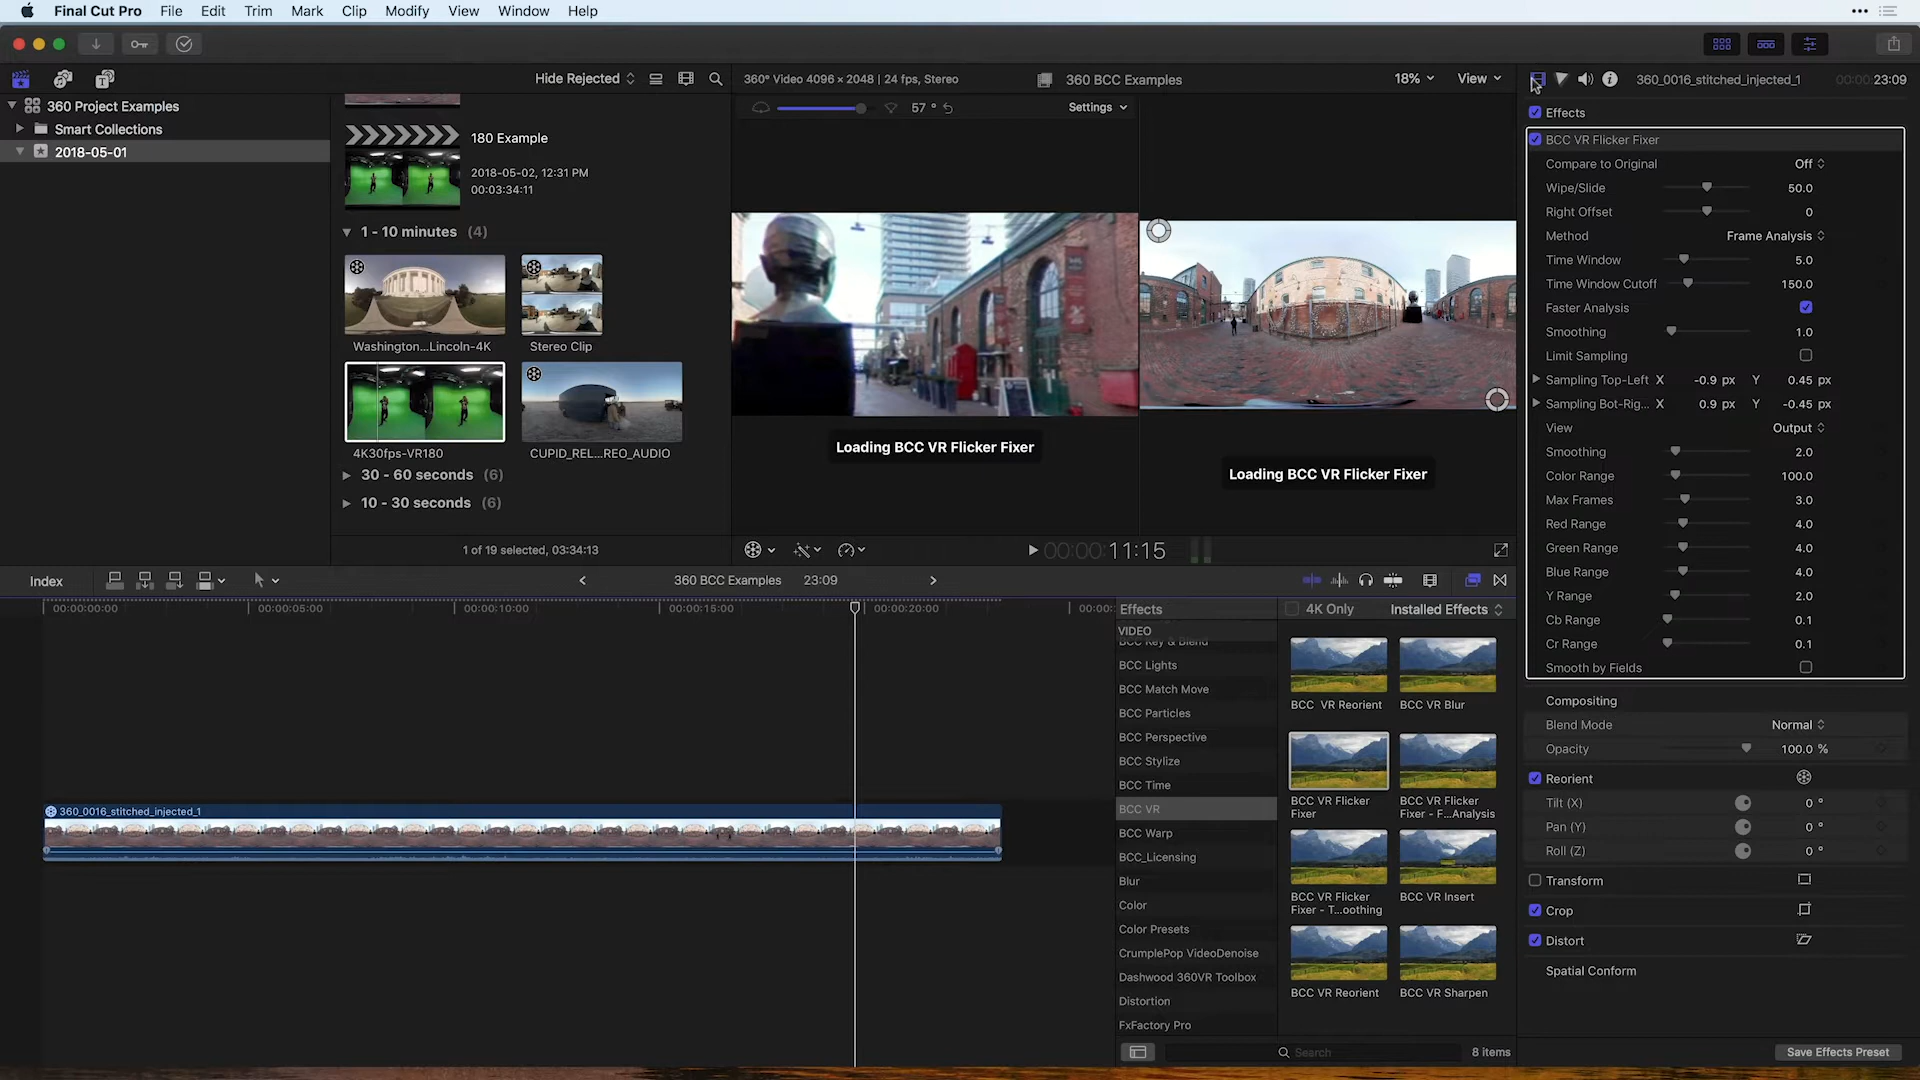 Final Cut Pro File Edit Trim Mark Clip Modify View Window Help
Hide Rejected
360° Video 4096 × 2048 | 24 fps, Stereo
360 BCC Examples
18%
View
360_0016_stitched_injected_1
00:00:23:09
360 Project Examples
Smart Collections
2018-05-01
180 Example
2018-05-02, 12:31 PM
00:03:34:11
1 - 10 minutes (4)
Washington...Lincoln-4K
Stereo Clip
4K30fps-VR180
CUPID_REL...REO_AUDIO
30 - 60 seconds (6)
10 - 30 seconds (6)
1 of 19 selected, 03:34:13
57 °
Settings
Loading BCC VR Flicker Fixer
Loading BCC VR Flicker Fixer
00:00:11:15
Effects
BCC VR Flicker Fixer
Compare to Original Off
Wipe/Slide 50.0
Right Offset 0
Method Frame Analysis
Time Window 5.0
Time Window Cutoff 150.0
Faster Analysis
Smoothing 1.0
Limit Sampling
Sampling Top-Left X -0.9 px Y 0.45 px
Sampling Bot-Rig... X 0.9 px Y -0.45 px
View Output
Smoothing 2.0
Color Range 100.0
Max Frames 3.0
Red Range 4.0
Green Range 4.0
Blue Range 4.0
Y Range 2.0
Cb Range 0.1
Cr Range 0.1
Smooth by Fields
Compositing
Blend Mode Normal
Opacity 100.0 %
Reorient
Tilt (X) 0 °
Pan (Y) 0 °
Roll (Z) 0 °
Transform
Crop
Distort
Spatial Conform
Save Effects Preset
Index
360 BCC Examples 23:09
00:00:00:00 00:00:05:00 00:00:10:00 00:00:15:00 00:00:20:00 00:00:
360_0016_stitched_injected_1
Effects
4K Only
Installed Effects
VIDEO
BCC Key & Blend
BCC Lights
BCC Match Move
BCC Particles
BCC Perspective
BCC Stylize
BCC Time
BCC VR
BCC Warp
BCC_Licensing
Blur
Color
Color Presets
CrumplePop VideoDenoise
Dashwood 360VR Toolbox
Distortion
FxFactory Pro
BCC  VR Reorient
BCC VR Blur
BCC VR Flicker
Fixer
BCC VR Flicker
Fixer - F...Analysis
BCC VR Flicker
Fixer - T...oothing
BCC VR Insert
BCC VR Reorient
BCC VR Sharpen
Search
8 items